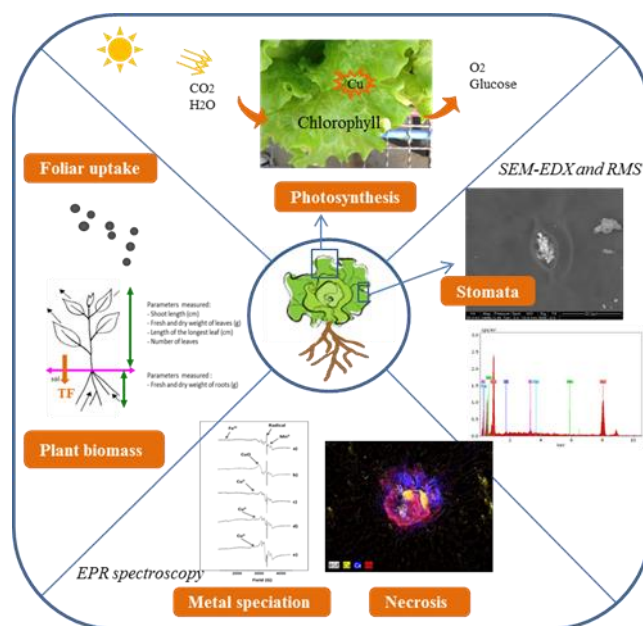 CO2
H2O
Cu
Chlorophyll
O2
Glucose
Foliar uptake
Photosynthesis
SEM-EDX and RMS
Stomata
Parameters measured:
- Shoot length (cm)
- Fresh and dry weight of leaves (g)
- Length of the longest leaf (cm)
- Number of leaves
TF
Parameters measured :
- Fresh and dry weight of roots (g)
Plant biomass
Radical
Field (G)
EPR spectroscopy
Metal speciation
Necrosis